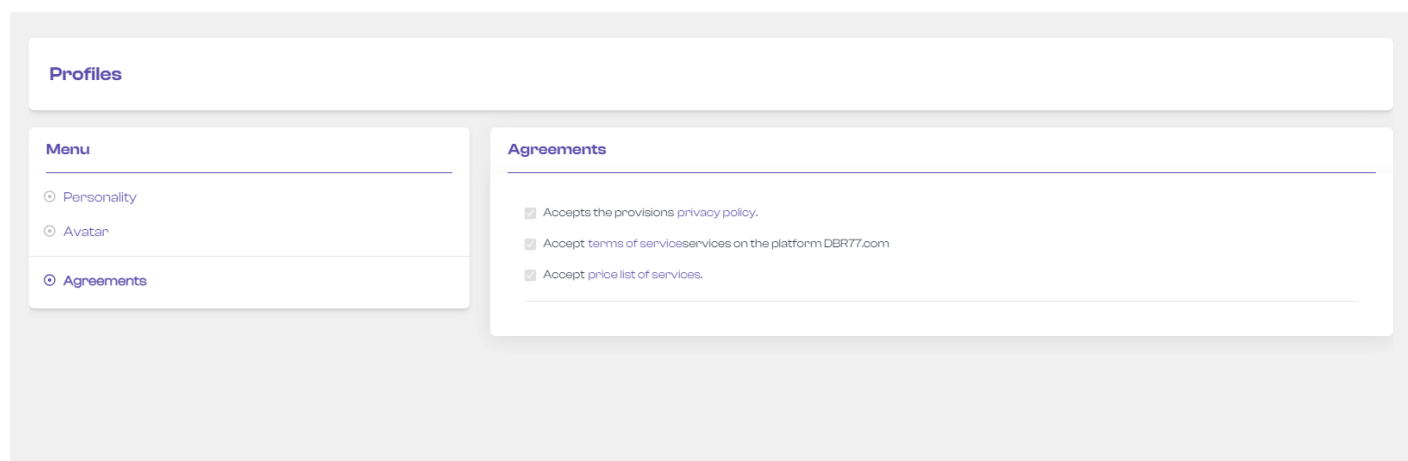 Profiles
Menu
Personality
Avatar
Agreements
Agreements
Accepts the provisions privacy policy.
Accept terms of serviceservices on the platform DBR77.com
Accept price list of services.